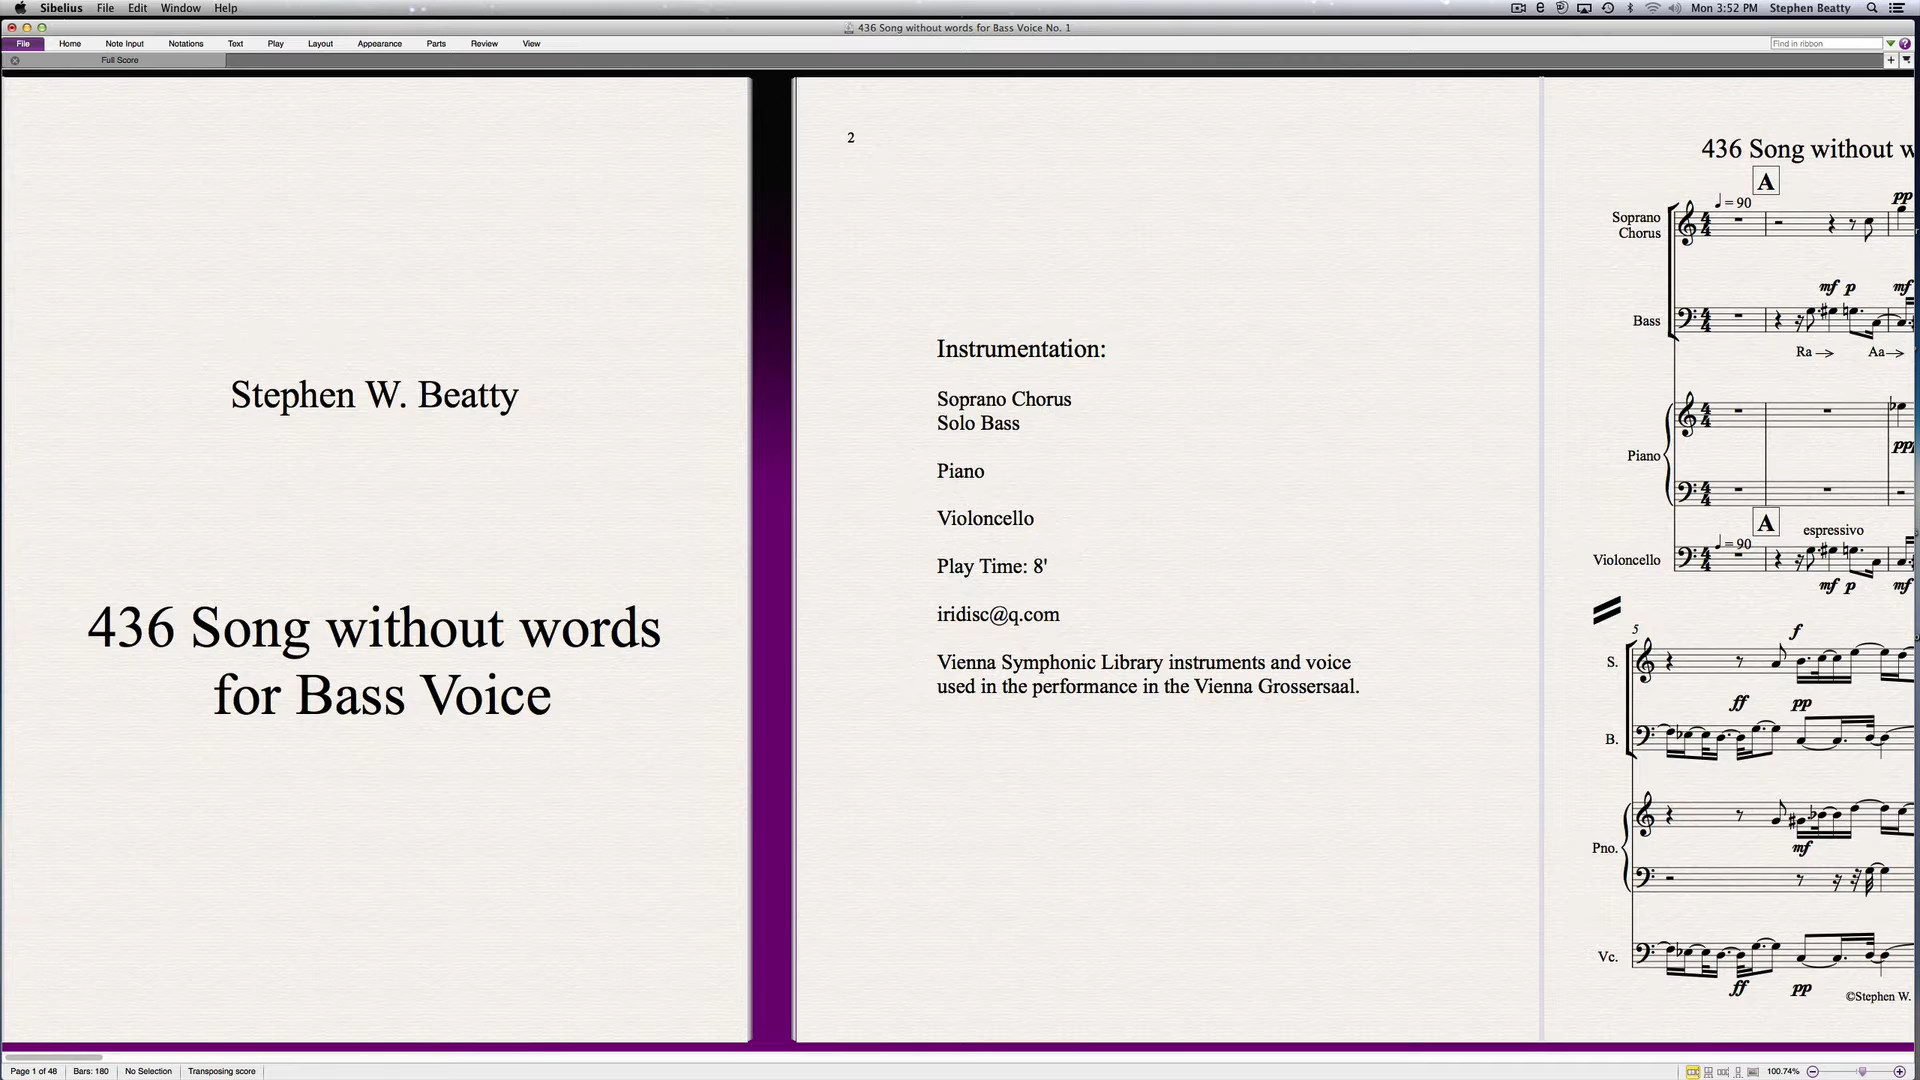 Sibelius File Edit Window Help
Mon 3:52 PM Stephen Beatty
436 Song without words for Bass Voice No. 1
File Home Note Input Notations Text Play Layout Appearance Parts Review View
Find in ribbon
Full Score
Stephen W. Beatty
436 Song without words
for Bass Voice
2
Instrumentation:
Soprano Chorus
Solo Bass
Piano
Violoncello
Play Time: 8'
iridisc@q.com
Vienna Symphonic Library instruments and voice
used in the performance in the Vienna Grossersaal.
436 Song without
A
= 90
pp
Soprano
Chorus
mf p mf
Bass
Ra Aa
Piano
ppp
A
= 90
espressivo
Violoncello
mf p mf
5
f
S.
ff pp
B.
Pno.
mf
Vc.
ff pp
©Stephen W.
Page 1 of 48 Bars: 180 No Selection Transposing score
100.74%